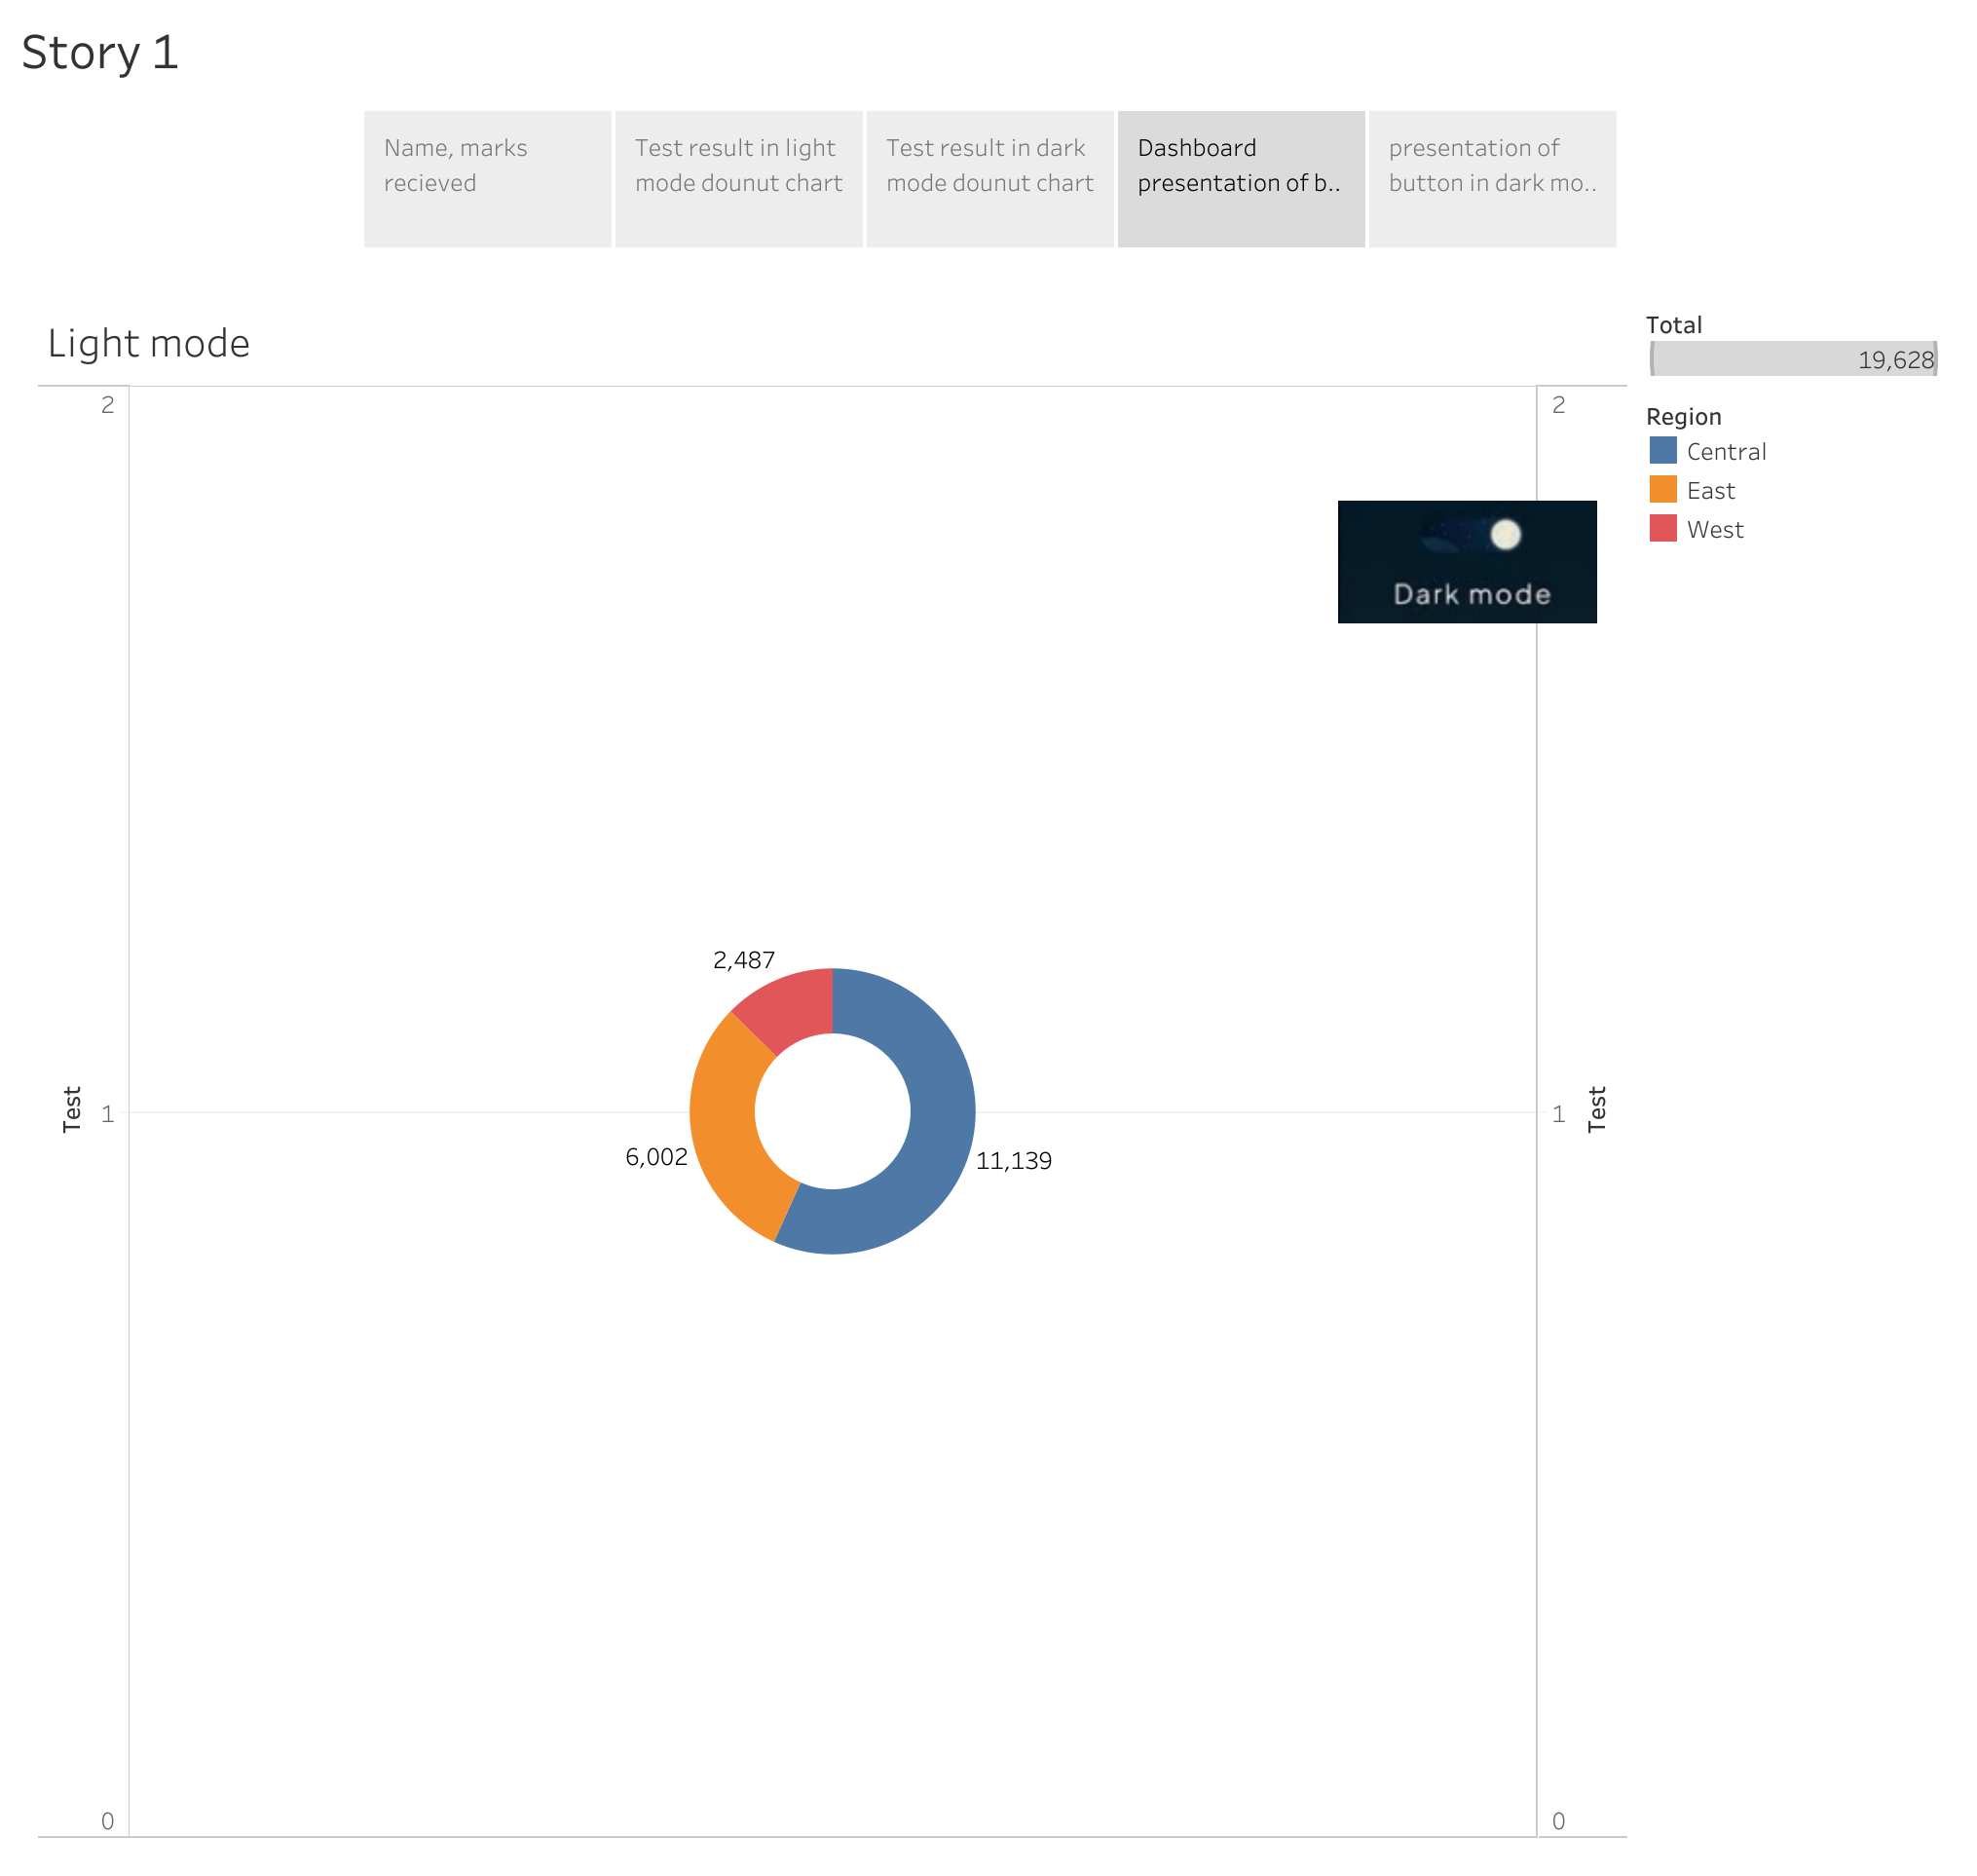 Story 1
Name, marks
recieved
Test result in light
mode dounut chart
Test result in dark
mode dounut chart
Dashboard
presentation of b..
presentation of
button in dark mo..
Light mode
Total
19,628
Region
Central
East
West
2
2
Dark mode
2,487
Test
1
6,002
11,139
1
Test
0
0